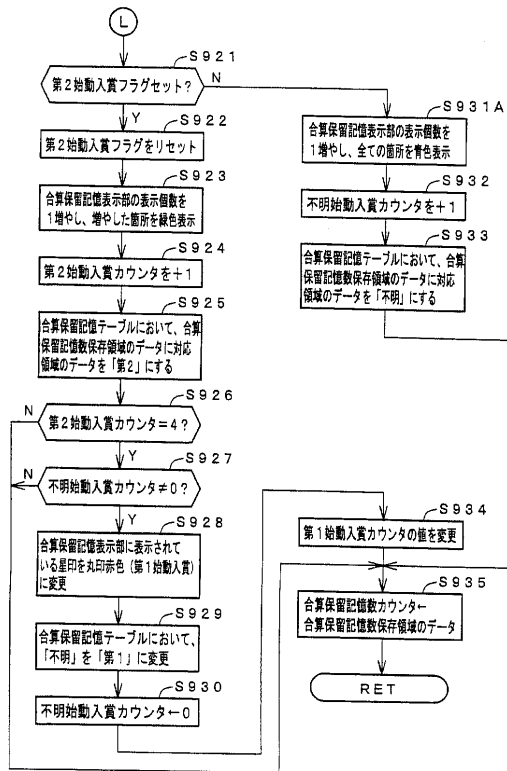 L
S921
第2始動入賞フラグセット?
N
Y
S922
第2始動入賞フラグをリセット
S923
合算保留記憶表示部の表示個数を
1増やし、増やした箇所を緑色表示
S924
第2始動入賞カウンタを+1
S925
合算保留記憶テーブルにおいて、合算
保留記憶数保存領域のデータに対応
領域のデータを「第2」にする
S926
N
第2始動入賞カウンタ=4?
Y
S927
N
不明始動入賞カウンタ≠0?
Y
S928
合算保留記憶表示部に表示されて
いる星印を丸印赤色(第1始動入賞)
に変更
S929
合算保留記憶テーブルにおいて、
「不明」を「第1」に変更
S930
不明始動入賞カウンタ←0
S931A
合算保留記憶表示部の表示個数を
1増やし、全ての箇所を青色表示
S932
不明始動入賞カウンタを+1
S933
合算保留記憶テーブルにおいて、合算
保留記憶数保存領域のデータに対応
領域のデータを「不明」にする
S934
第1始動入賞カウンタの値を変更
S935
合算保留記憶数カウンタ←
合算保留記憶数保存領域のデータ
RET